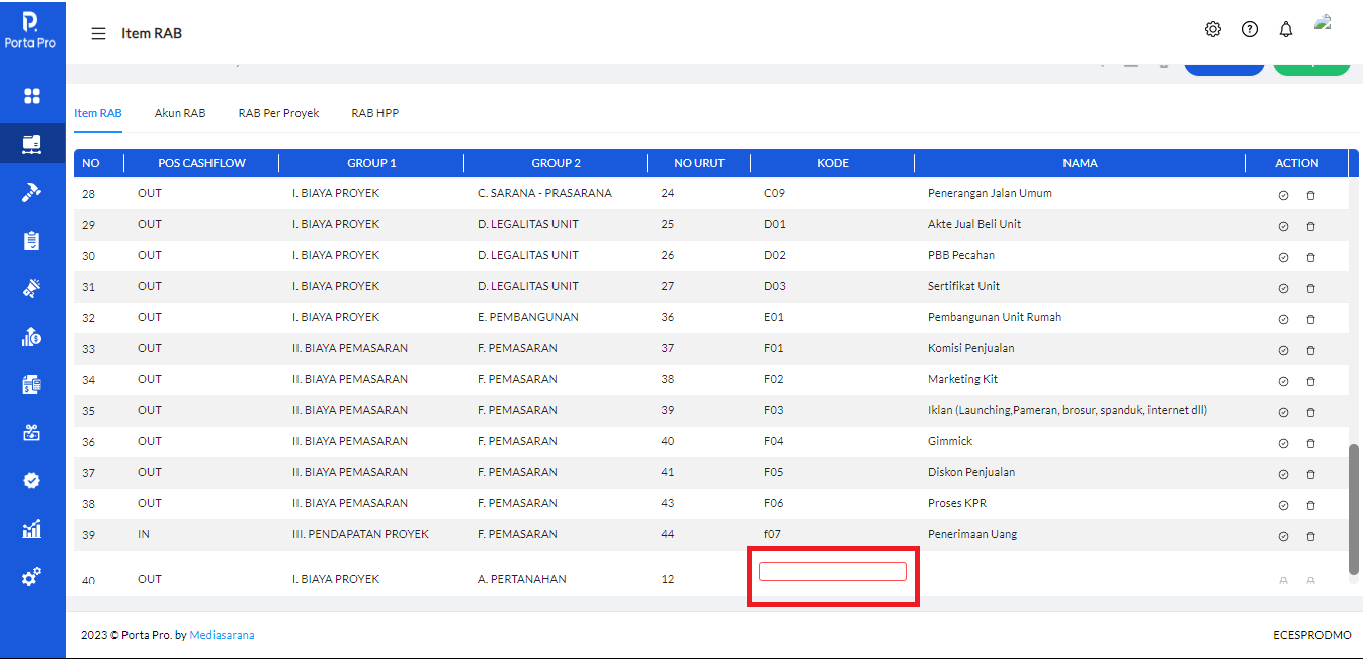 Porta Pro
Item RAB
Item RAB Akun RAB RAB Per Proyek RAB HPP
NO POS CASHFLOW GROUP 1 GROUP 2 NO URUT KODE NAMA ACTION
28 OUT I. BIAYA PROYEK C. SARANA - PRASARANA 24 C09 Penerangan Jalan Umum
29 OUT I. BIAYA PROYEK D. LEGALITAS UNIT 25 D01 Akte Jual Beli Unit
30 OUT I. BIAYA PROYEK D. LEGALITAS UNIT 26 D02 PBB Pecahan
31 OUT I. BIAYA PROYEK D. LEGALITAS UNIT 27 D03 Sertifikat Unit
32 OUT I. BIAYA PROYEK E. PEMBANGUNAN 36 E01 Pembangunan Unit Rumah
33 OUT II. BIAYA PEMASARAN F. PEMASARAN 37 F01 Komisi Penjualan
34 OUT II. BIAYA PEMASARAN F. PEMASARAN 38 F02 Marketing Kit
35 OUT II. BIAYA PEMASARAN F. PEMASARAN 39 F03 Iklan (Launching,Pameran, brosur, spanduk, internet dll)
36 OUT II. BIAYA PEMASARAN F. PEMASARAN 40 F04 Gimmick
37 OUT II. BIAYA PEMASARAN F. PEMASARAN 41 F05 Diskon Penjualan
38 OUT II. BIAYA PEMASARAN F. PEMASARAN 43 F06 Proses KPR
39 IN III. PENDAPATAN PROYEK F. PEMASARAN 44 f07 Penerimaan Uang
40 OUT I. BIAYA PROYEK A. PERTANAHAN 12
2023 © Porta Pro. by Mediasarana ECESPRODMO